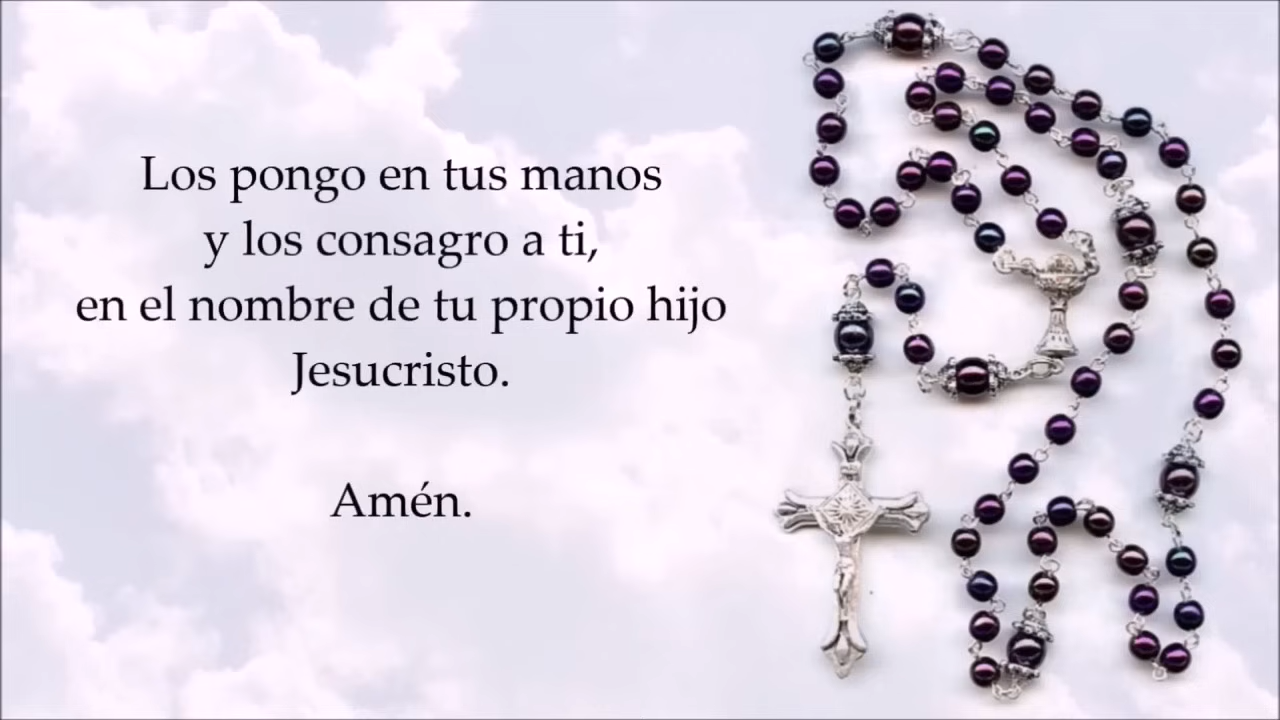 Los pongo en tus manos
y los consagro a ti,
en el nombre de tu propio hijo
Jesucristo.
Amén.